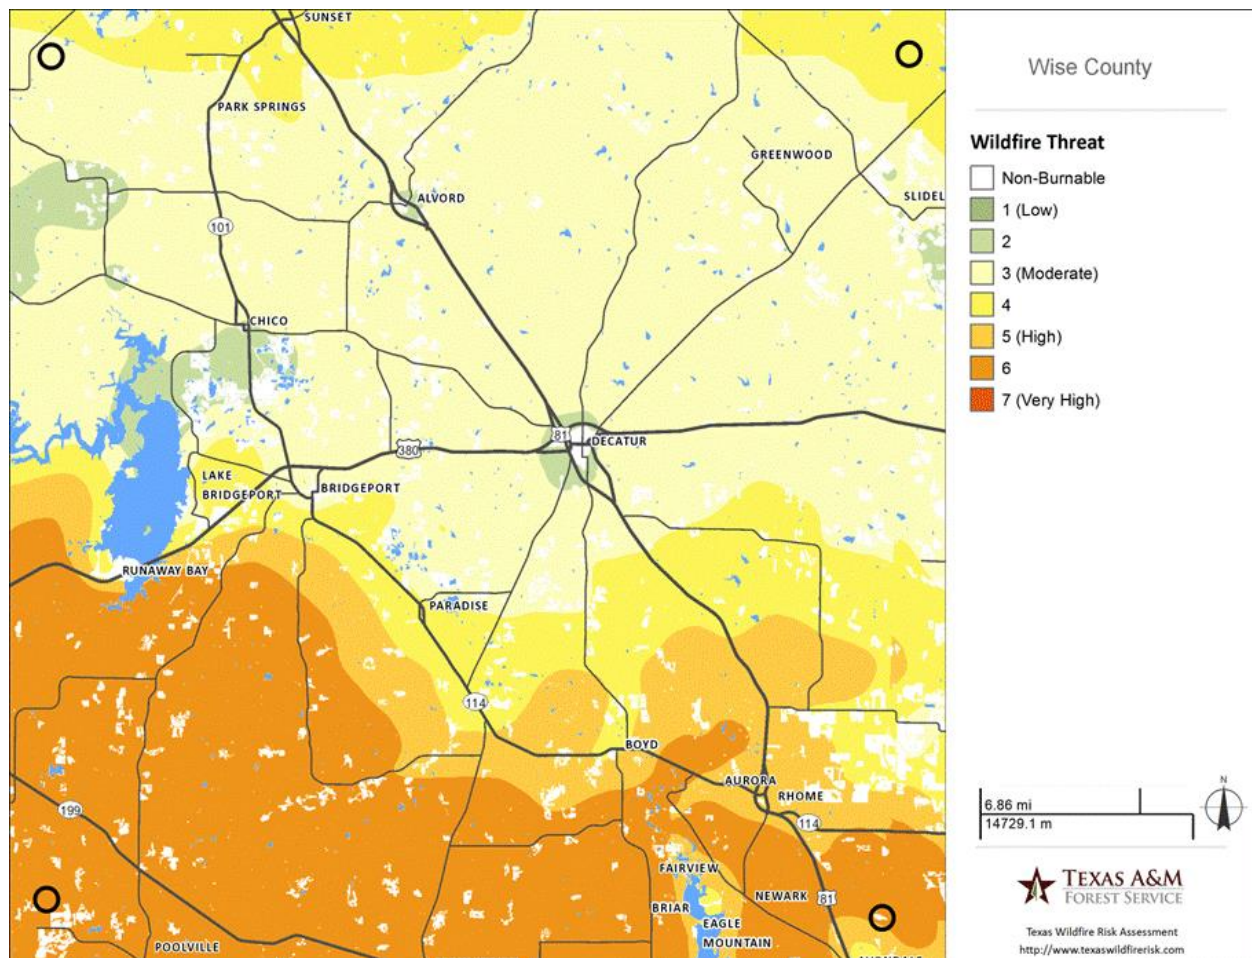 SUNSET
PARK SPRINGS
GREENWOOD
ALVORD
SLIDEL
101
CHICO
81
DECATUR
380
LAKE
BRIDGEPORT
BRIDGEPORT
RUNAWAY BAY
PARADISE
114
BOYD
AURORA
RHOME
199
114
FAIRVIEW
NEWARK
81
BRIAR
EAGLE
MOUNTAIN
POOLVILLE
Wise County
Wildfire Threat
Non-Burnable
1 (Low)
2
3 (Moderate)
4
5 (High)
6
7 (Very High)
N
6.86 mi
14729.1 m
TEXAS A&M
FOREST SERVICE
Texas Wildfire Risk Assessment
http://www.texaswildfirerisk.com